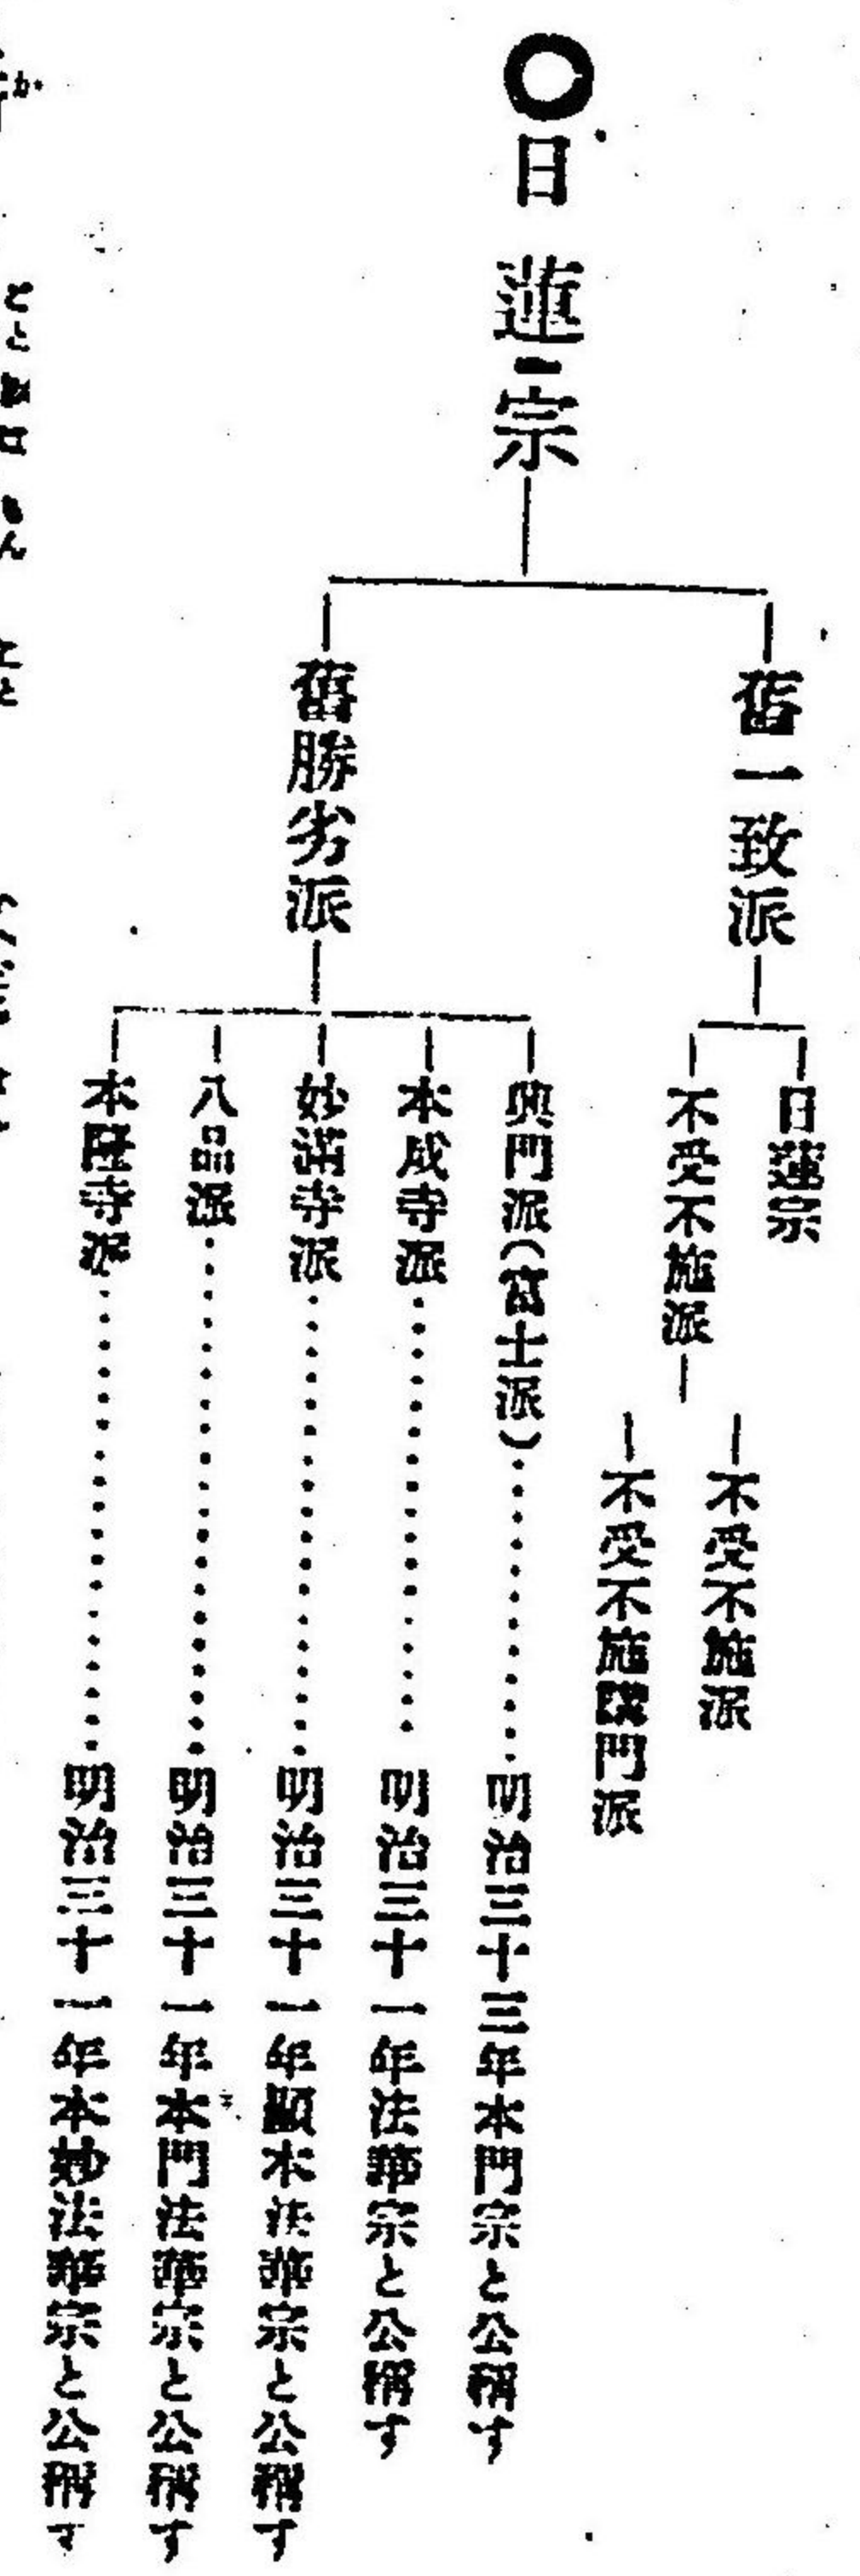 〇日蓮宗
舊一致派
日蓮宗
不受不施派
不受不施派
不受不施講門派
舊勝劣派
興門派(富士派)…………明治三十三年本門宗と公稱す
本成寺派…………明治三十一年法華宗と公稱す
妙滿寺派…………明治三十一年顯本法華宗と公稱す
八品派…………明治三十一年本門法華宗と公稱す
本隆寺派…………明治三十一年本妙法華宗と公稱す